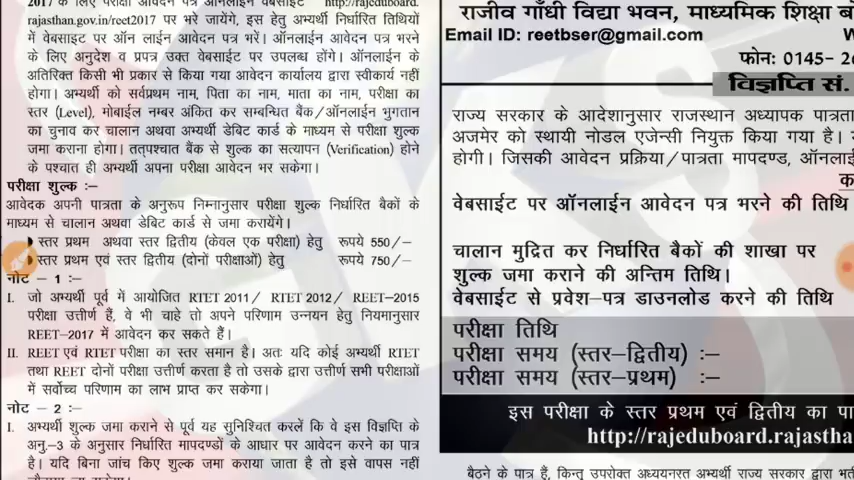 2017 के लिए परीक्षा आवेदन पत्र ऑनलाईन वेबसाईट http://rajeduboard.
rajasthan.gov.in/reet2017 पर भरे जायेंगे, इस हेतु अभ्यर्थी निर्धारित तिथियों
में वेबसाइट पर ऑन लाईन आवेदन पत्र भरें। ऑनलाईन आवेदन पत्र भरने
के लिए अनुदेश व प्रपत्र उक्त वेबसाईट पर उपलब्ध होंगे। ऑनलाईन के
अतिरिक्त किसी भी प्रकार से किया गया आवेदन कार्यालय द्वारा स्वीकार्य नहीं
होगा। अभ्यर्थी को सर्वप्रथम नाम, पिता का नाम, माता का नाम, परीक्षा का
स्तर (Level), मोबाईल नम्बर अंकित कर सम्बन्धित बैंक/ऑनलाईन भुगतान
का चुनाव कर चालान अथवा अभ्यर्थी डेबिट कार्ड के माध्यम से परीक्षा शुल्क
जमा कराना होगा। तत्पश्चात बैंक से शुल्क का सत्यापन (Verification) होने
के पश्चात ही अभ्यर्थी अपना परीक्षा आवेदन भर सकेगा।
परीक्षा शुल्क :–
आवेदक अपनी पात्रता के अनुरूप निम्नानुसार परीक्षा शुल्क निर्धारित बैकों के
माध्यम से चालान अथवा डेबिट कार्ड से जमा करायेंगे।
स्तर प्रथम अथवा स्तर द्वितीय (केवल एक परीक्षा) हेतु रूपये 550/–
स्तर प्रथम एवं स्तर द्वितीय (दोनों परीक्षाओं) हेतु रूपये 750/–
नोट – 1 :–
I. जो अभ्यर्थी पूर्व में आयोजित RTET 2011/ RTET 2012/ REET–2015
परीक्षा उत्तीर्ण हैं, वे भी चाहे तो अपने परिणाम उन्नयन हेतु नियमानुसार
REET–2017 में आवेदन कर सकते हैं।
II. REET एवं RTET परीक्षा का स्तर समान है। अतः यदि कोई अभ्यर्थी RTET
तथा REET दोनों परीक्षा उत्तीर्ण करता है तो उसके द्वारा उत्तीर्ण सभी परीक्षाओं
में सर्वोच्च परिणाम का लाभ प्राप्त कर सकेगा।
नोट – 2 :–
I. अभ्यर्थी शुल्क जमा कराने से पूर्व यह सुनिश्चित करलें कि वे इस विज्ञप्ति के
अनु.–3 के अनुसार निर्धारित मापदण्डों के आधार पर आवेदन करने का पात्र
है। यदि बिना जांच किए शुल्क जमा कराया जाता है तो इसे वापस नहीं
राजीव गाँधी विद्या भवन, माध्यमिक शिक्षा बो
Email ID: reetbser@gmail.com W
फोन: 0145- 26
विज्ञप्ति सं.
राज्य सरकार के आदेशानुसार राजस्थान अध्यापक पात्रता
अजमेर को स्थायी नोडल एजेन्सी नियुक्त किया गया है।
होगी। जिसकी आवेदन प्रक्रिया/पात्रता मापदण्ड, ऑनलाई
वेबसाईट पर ऑनलाईन आवेदन पत्र भरने की तिथि
चालान मुद्रित कर निर्धारित बैकों की शाखा पर
शुल्क जमा कराने की अन्तिम तिथि।
वेबसाईट से प्रवेश–पत्र डाउनलोड करने की तिथि
परीक्षा तिथि
परीक्षा समय (स्तर–द्वितीय) :–
परीक्षा समय (स्तर–प्रथम) :–
इस परीक्षा के स्तर प्रथम एवं द्वितीय का पा
http://rajeduboard.rajastha
बैठने के पात्र हैं, किन्तु उपरोक्त अध्ययनरत अभ्यर्थी राज्य सरकार द्वारा भर्ती